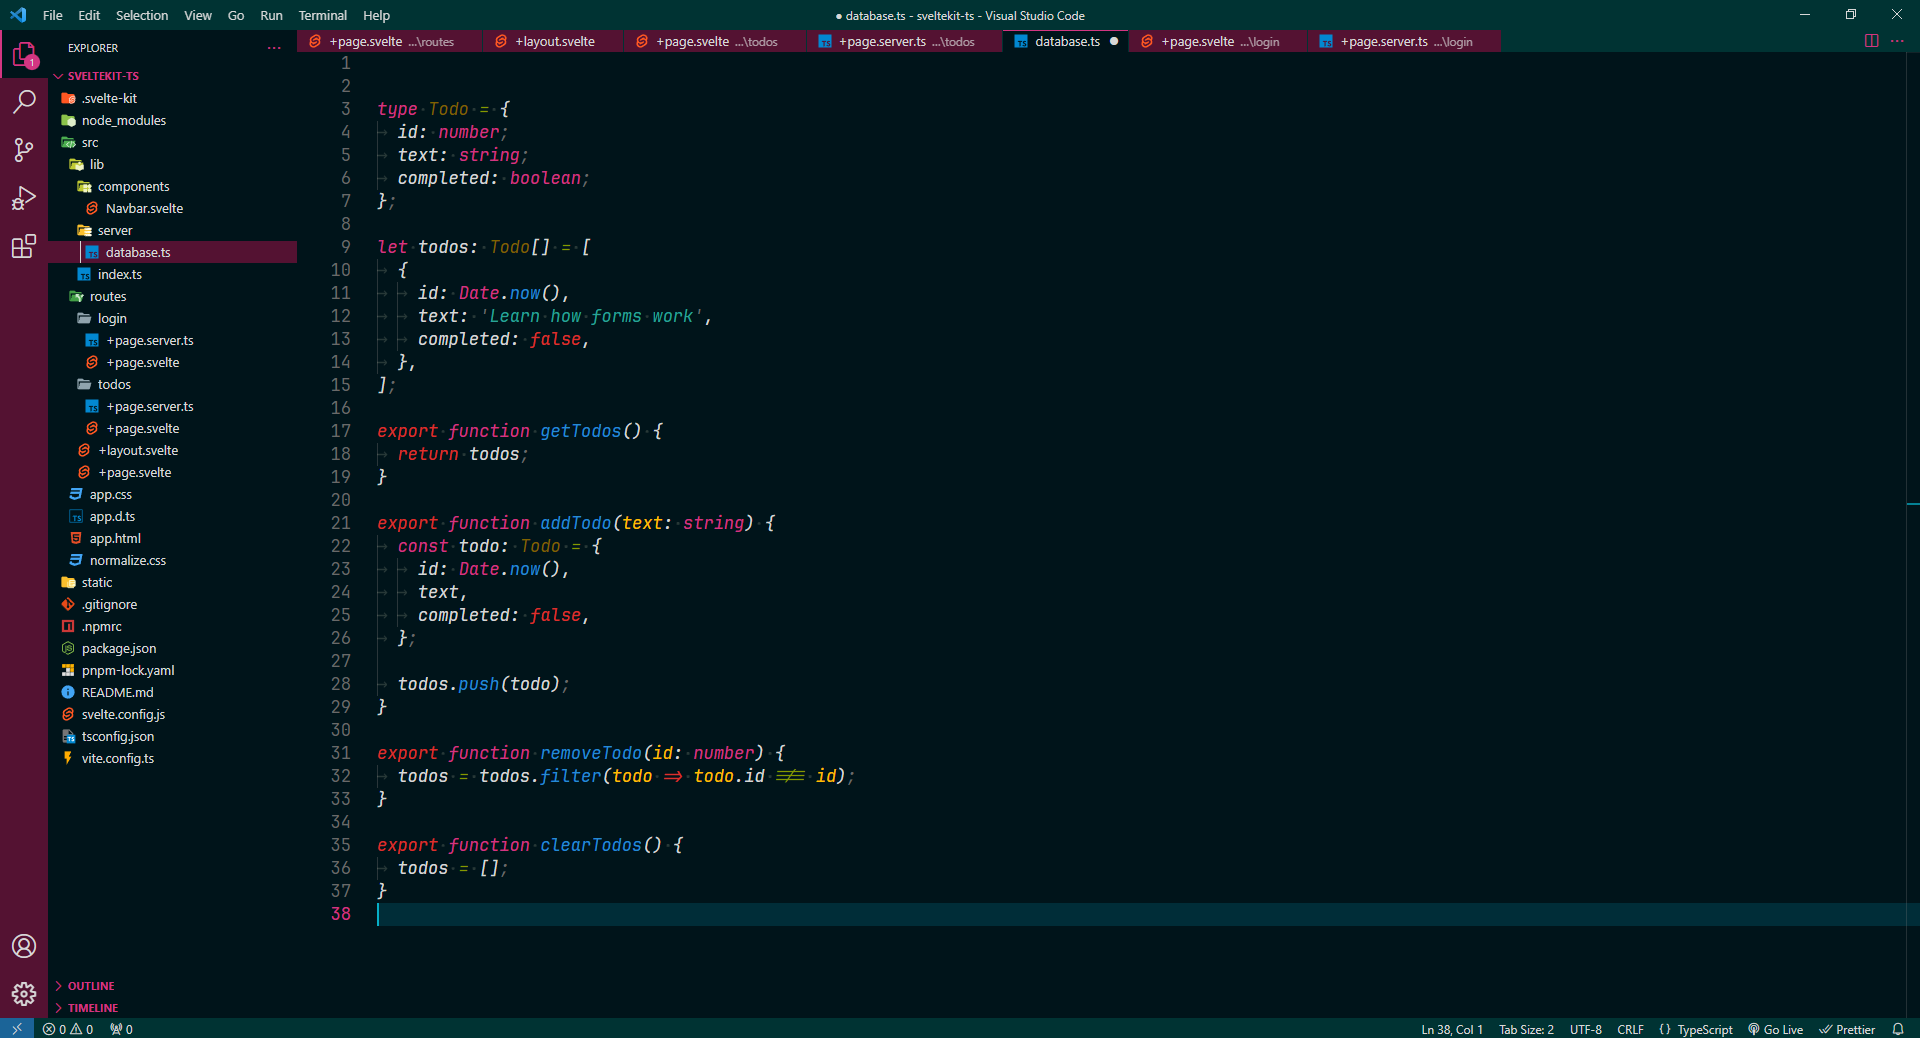 File Edit Selection View Go Run Terminal Help
● database.ts - sveltekit-ts - Visual Studio Code
EXPLORER
1
SVELTEKIT-TS
.svelte-kit
node_modules
src
lib
components
Navbar.svelte
server
database.ts
index.ts
routes
login
+page.server.ts
+page.svelte
todos
+page.server.ts
+page.svelte
+layout.svelte
+page.svelte
app.css
app.d.ts
app.html
normalize.css
static
.gitignore
.npmrc
package.json
pnpm-lock.yaml
README.md
svelte.config.js
tsconfig.json
vite.config.ts
OUTLINE
TIMELINE
+page.svelte ...\routes
+layout.svelte
+page.svelte ...\todos
+page.server.ts ...\todos
database.ts ●
+page.svelte ...\login
+page.server.ts ...\login
1
2
3 type Todo = {
4 id: number;
5 text: string;
6 completed: boolean;
7 };
8
9 let todos: Todo[] = [
10 {
11 id: Date.now(),
12 text: 'Learn how forms work',
13 completed: false,
14 },
15 ];
16
17 export function getTodos() {
18 return todos;
19 }
20
21 export function addTodo(text: string) {
22 const todo: Todo = {
23 id: Date.now(),
24 text,
25 completed: false,
26 };
27
28 todos.push(todo);
29 }
30
31 export function removeTodo(id: number) {
32 todos = todos.filter(todo => todo.id !== id);
33 }
34
35 export function clearTodos() {
36 todos = [];
37 }
38
0 0 0
Ln 38, Col 1 Tab Size: 2 UTF-8 CRLF {} TypeScript Go Live Prettier